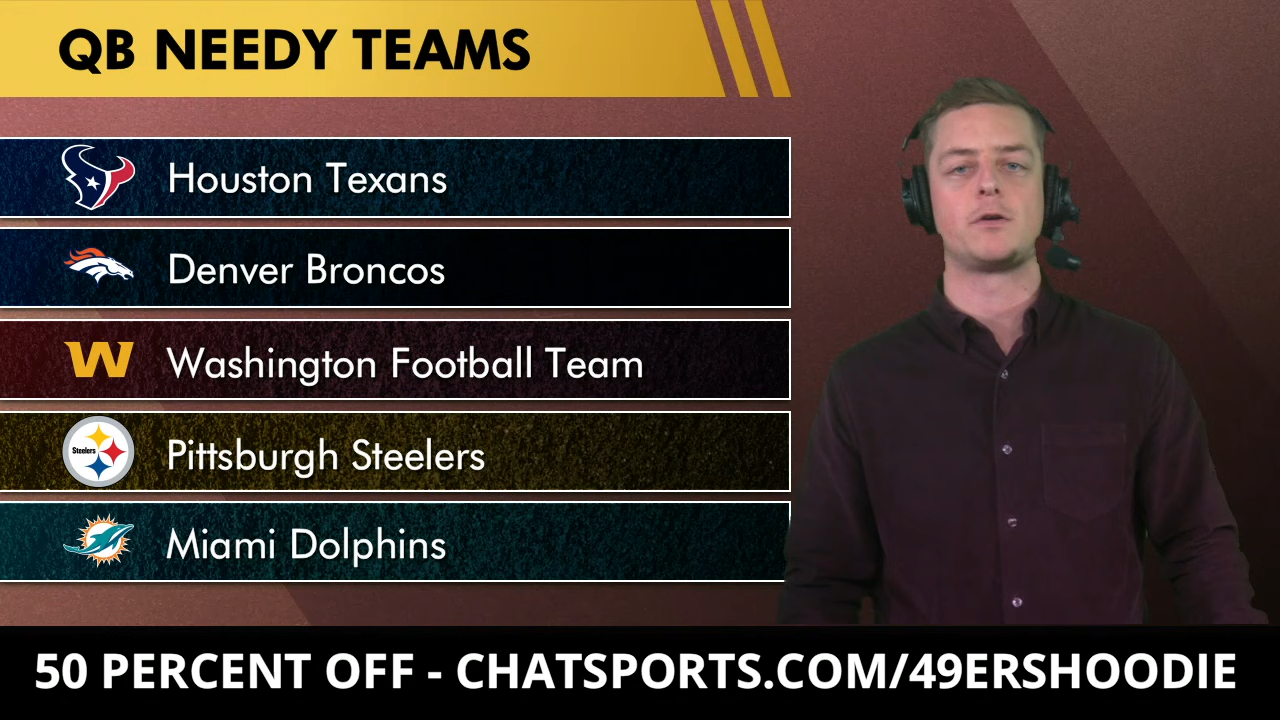 QB NEEDY TEAMS
Houston Texans
Denver Broncos
W Washington Football Team
Steelers Pittsburgh Steelers
Miami Dolphins
50 PERCENT OFF - CHATSPORTS.COM/49ERSHOODIE